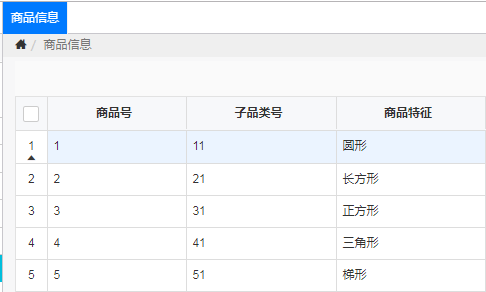 商品信息
/ 商品信息
商品号 子品类号 商品特征
1 1 11 圆形
2 2 21 长方形
3 3 31 正方形
4 4 41 三角形
5 5 51 梯形